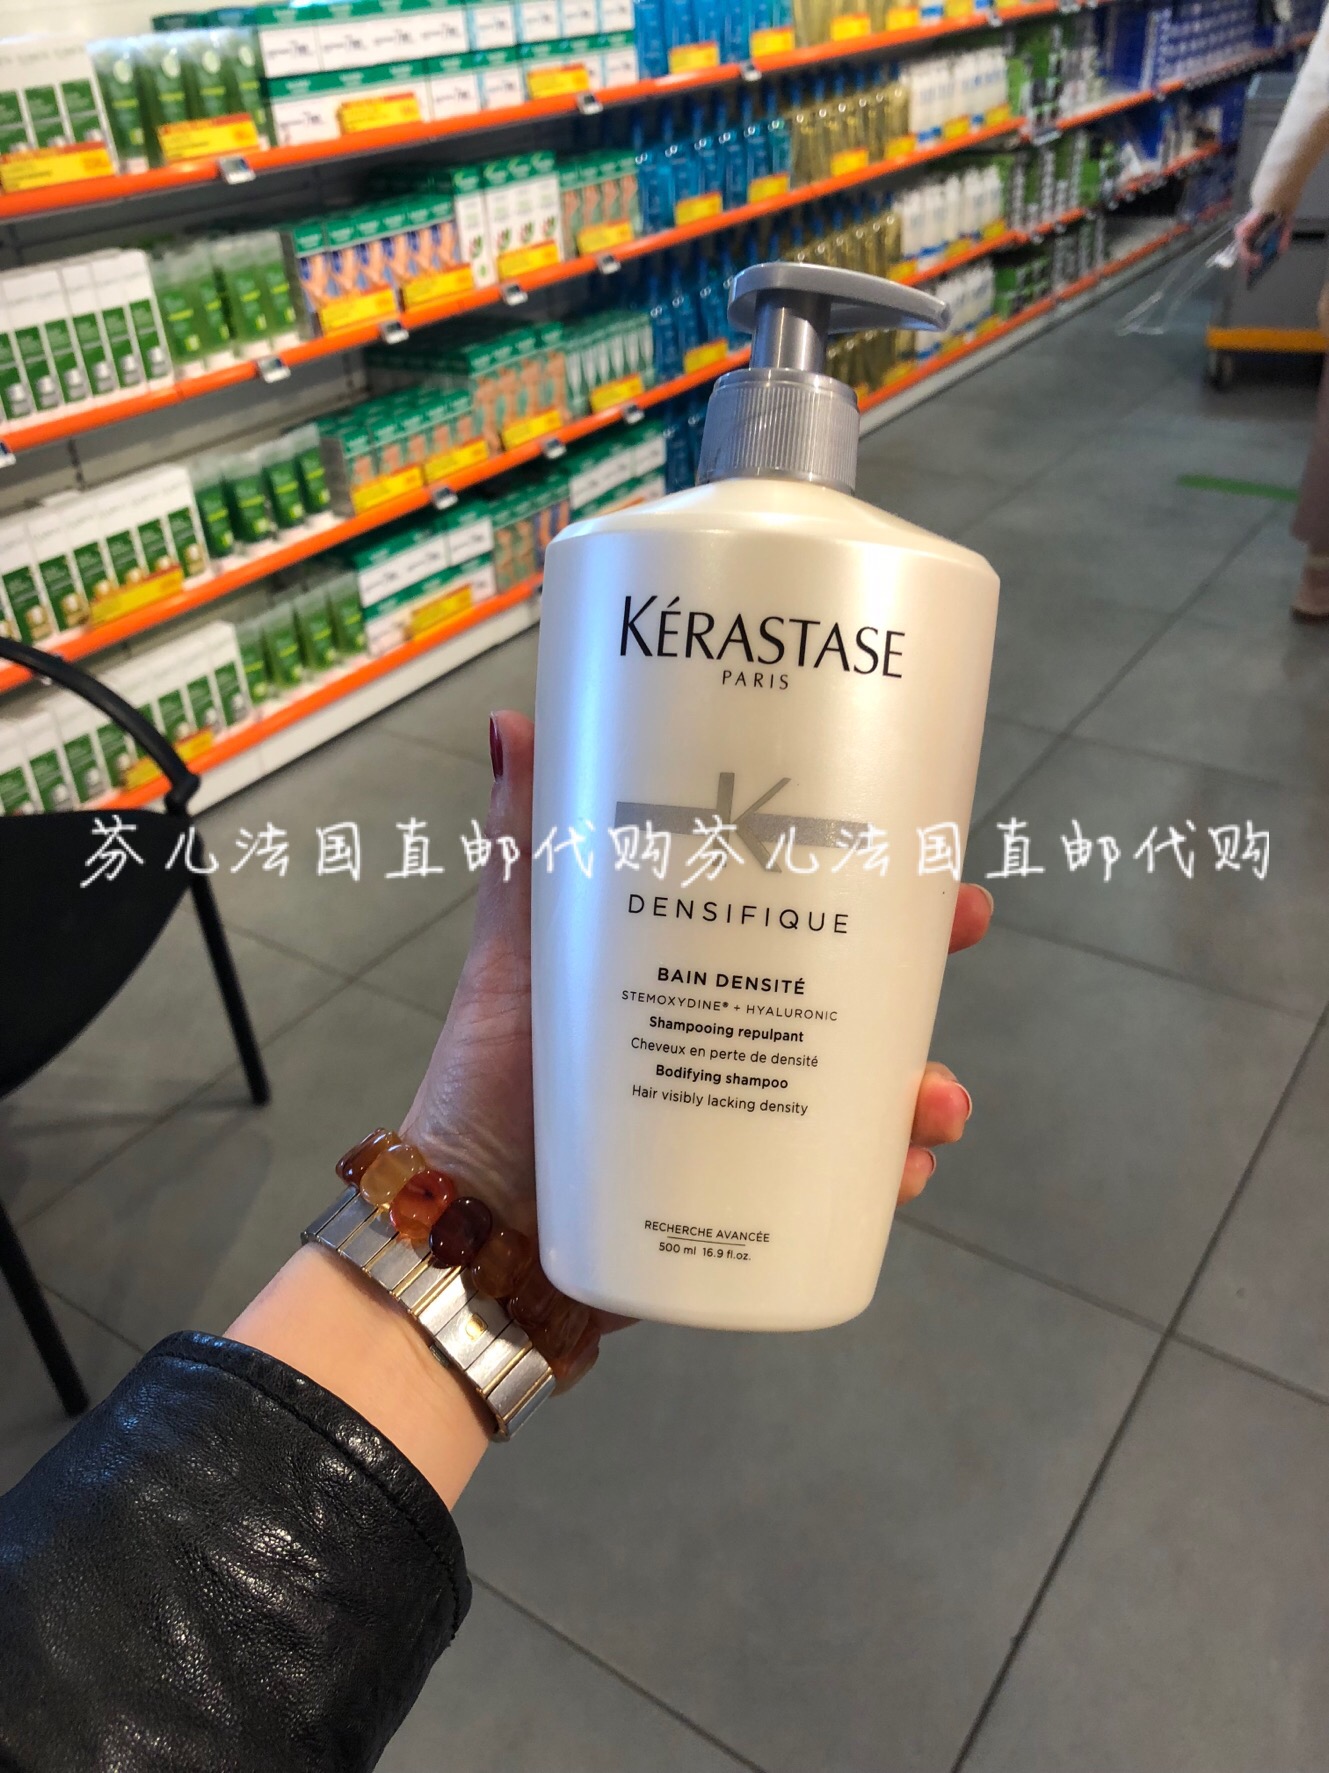 KÉRASTASE
PARIS
芬儿法国直邮代购芬儿法国直邮代购
DENSIFIQUE
BAIN DENSITÉ
STEMOXYDINE® + HYALURONIC
Shampooing repulpant
Cheveux en perte de densité
Bodifying shampoo
Hair visibly lacking density
RECHERCHE AVANCÉE
500 ml 16.9 fl.oz.